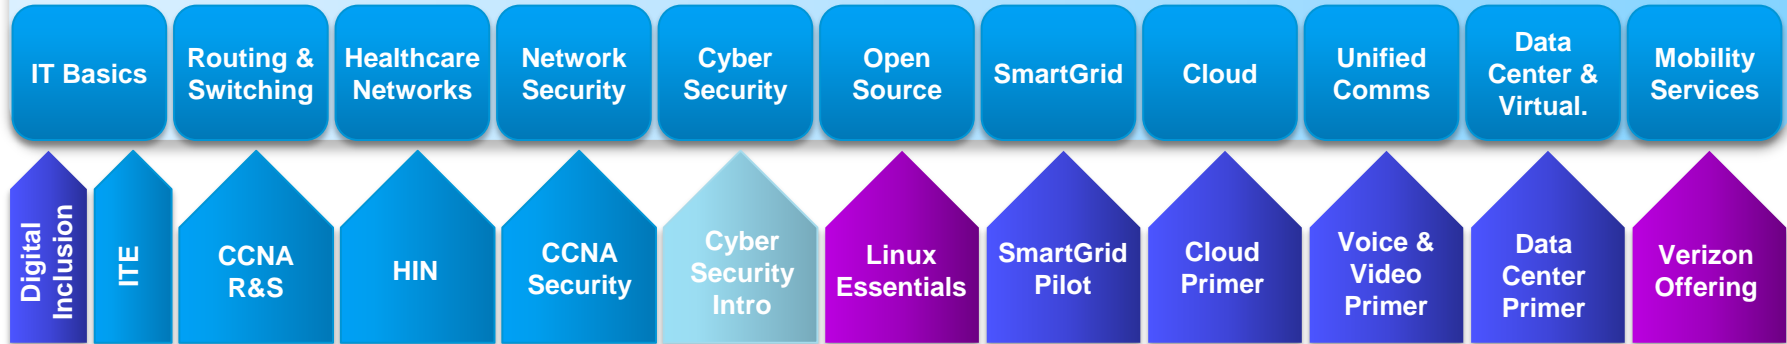 IT Basics
Routing &
Switching
Healthcare
Networks
Network
Security
Cyber
Security
Open
Source
SmartGrid
Cloud
Unified
Comms
Data
Center &
Virtual.
Mobility
Services
Digital
Inclusion
ITE
CCNA
R&S
HIN
CCNA
Security
Cyber
Security
Intro
Linux
Essentials
SmartGrid
Pilot
Cloud
Primer
Voice &
Video
Primer
Data
Center
Primer
Verizon
Offering